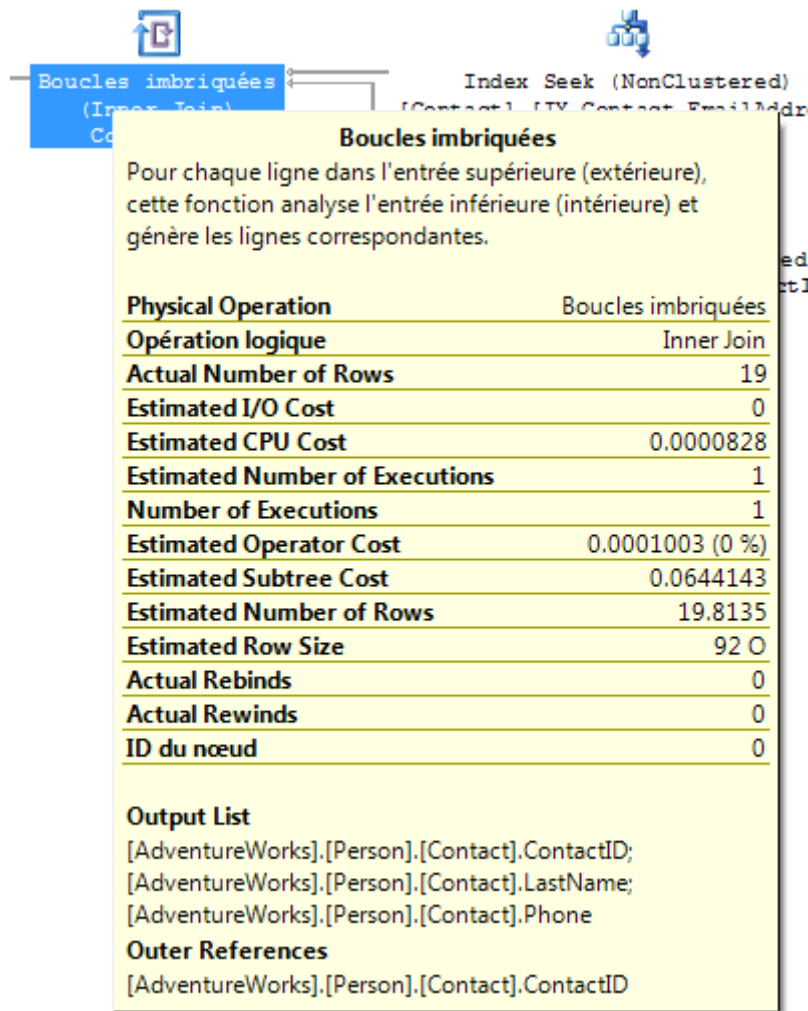 Boucles imbriquées
(Inner Join)
Index Seek (NonClustered)
[Contact].[IX_Contact_EmailAddr
Boucles imbriquées
Pour chaque ligne dans l'entrée supérieure (extérieure),
cette fonction analyse l'entrée inférieure (intérieure) et
génère les lignes correspondantes.
Physical Operation Boucles imbriquées
Opération logique Inner Join
Actual Number of Rows 19
Estimated I/O Cost 0
Estimated CPU Cost 0.0000828
Estimated Number of Executions 1
Number of Executions 1
Estimated Operator Cost 0.0001003 (0 %)
Estimated Subtree Cost 0.0644143
Estimated Number of Rows 19.8135
Estimated Row Size 92 O
Actual Rebinds 0
Actual Rewinds 0
ID du nœud 0
Output List
[AdventureWorks].[Person].[Contact].ContactID;
[AdventureWorks].[Person].[Contact].LastName;
[AdventureWorks].[Person].[Contact].Phone
Outer References
[AdventureWorks].[Person].[Contact].ContactID